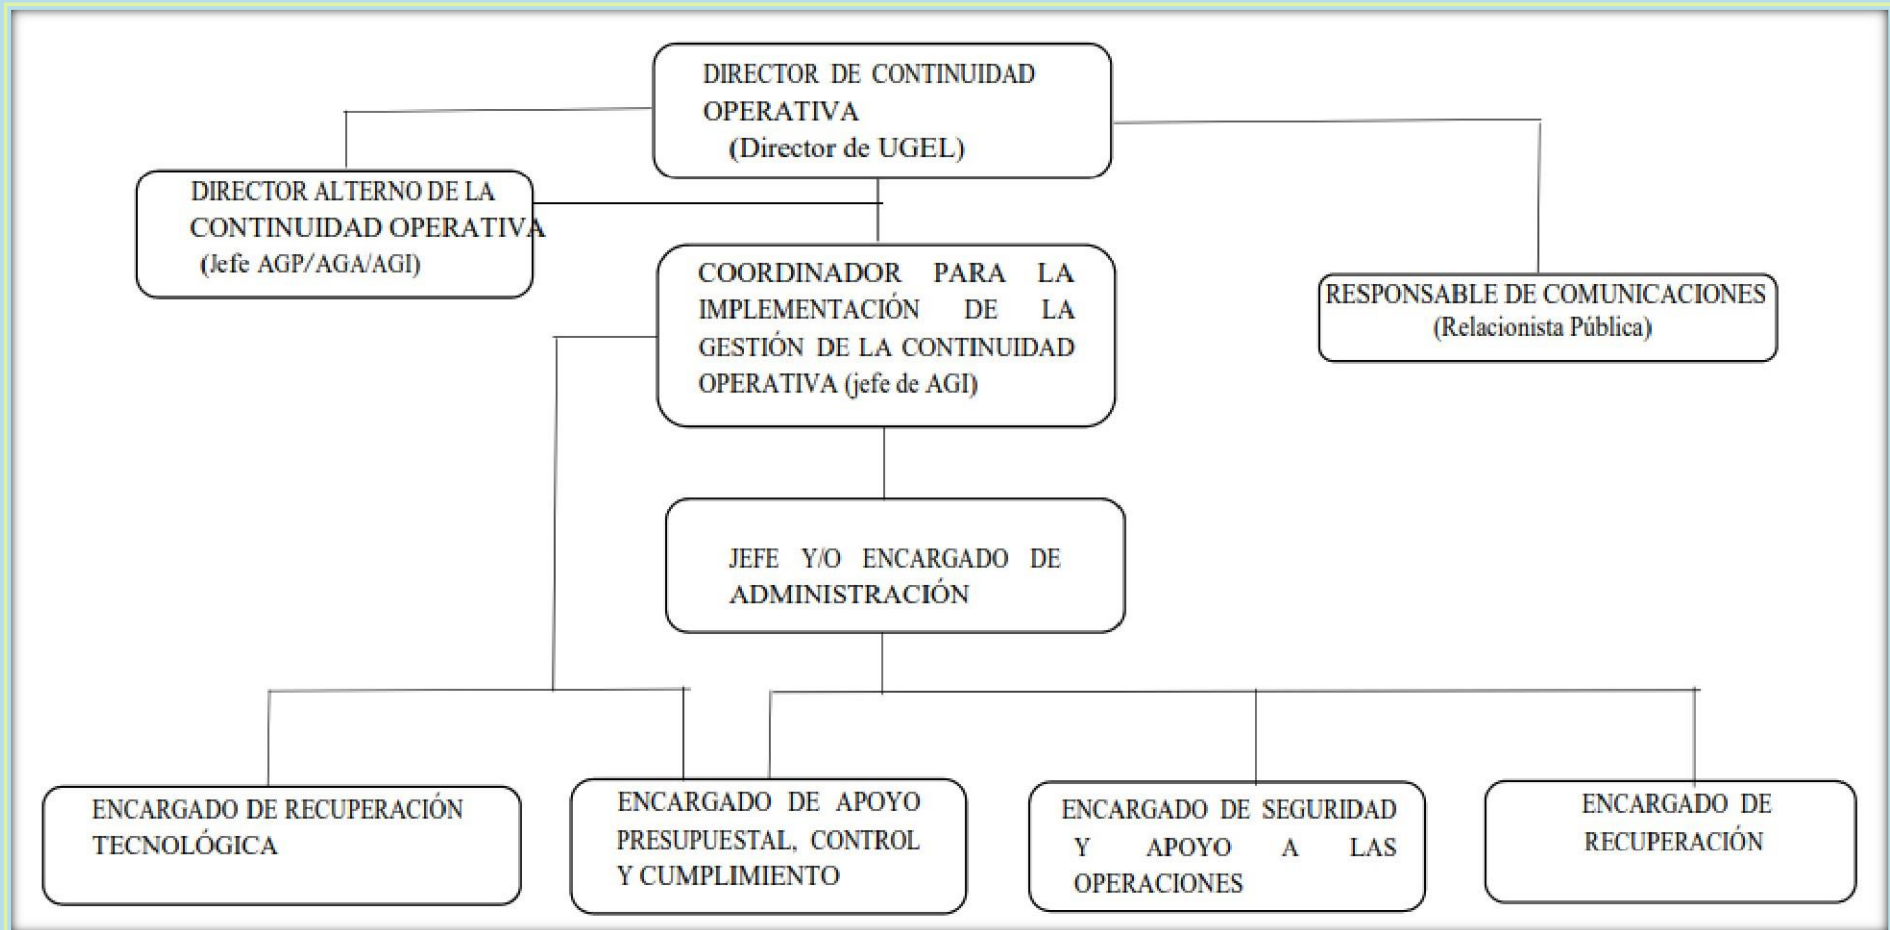 DIRECTOR DE CONTINUIDAD
OPERATIVA
(Director de UGEL)
DIRECTOR ALTERNO DE LA
CONTINUIDAD OPERATIVA
(Jefe AGP/AGA/AGI)
COORDINADOR PARA LA
IMPLEMENTACIÓN DE LA
GESTIÓN DE LA CONTINUIDAD
OPERATIVA (jefe de AGI)
RESPONSABLE DE COMUNICACIONES
(Relacionista Pública)
JEFE Y/O ENCARGADO DE
ADMINISTRACIÓN
ENCARGADO DE RECUPERACIÓN
TECNOLÓGICA
ENCARGADO DE APOYO
PRESUPUESTAL, CONTROL
Y CUMPLIMIENTO
ENCARGADO DE SEGURIDAD
Y APOYO A LAS
OPERACIONES
ENCARGADO DE
RECUPERACIÓN